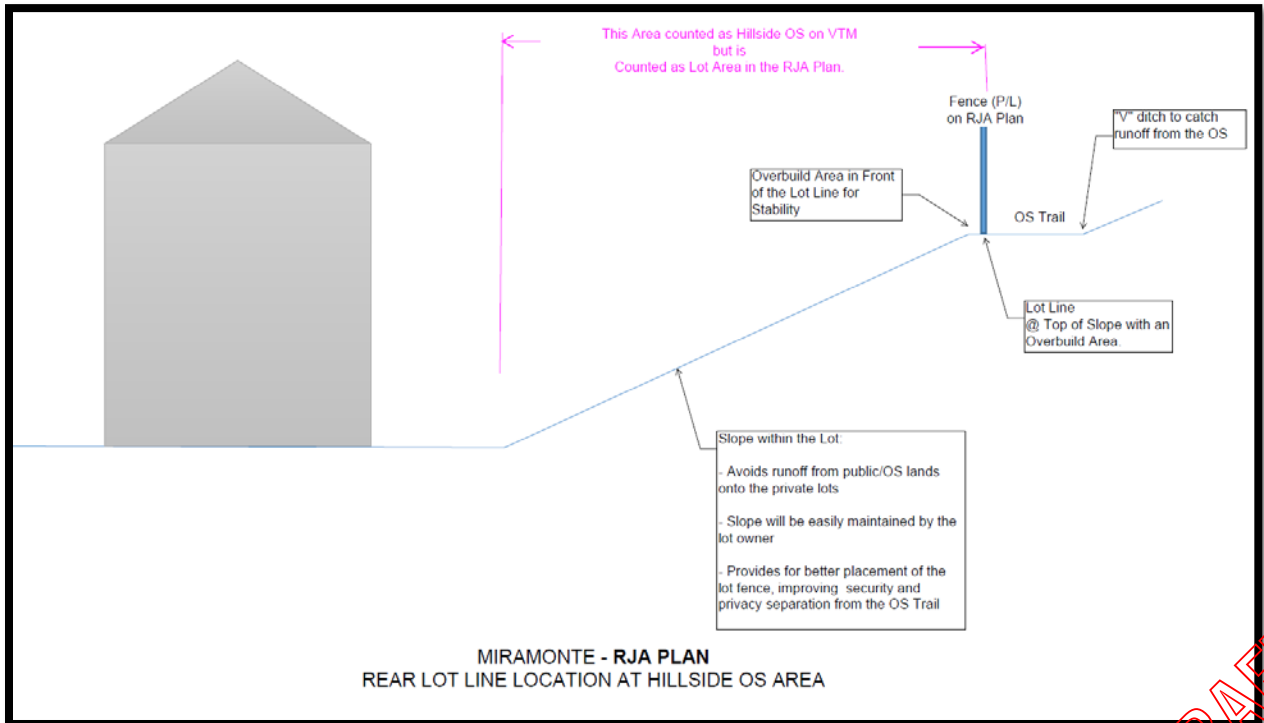 This Area counted as Hillside OS on VTM
but is
Counted as Lot Area in the RJA Plan.
Fence (P/L)
on RJA Plan
"V" ditch to catch
runoff from the OS
Overbuild Area in Front
of the Lot Line for
Stability
OS Trail
Lot Line
@ Top of Slope with an
Overbuild Area.
Slope within the Lot:
- Avoids runoff from public/OS lands
onto the private lots
- Slope will be easily maintained by the
lot owner
- Provides for better placement of the
lot fence, improving security and
privacy separation from the OS Trail
MIRAMONTE - RJA PLAN
REAR LOT LINE LOCATION AT HILLSIDE OS AREA